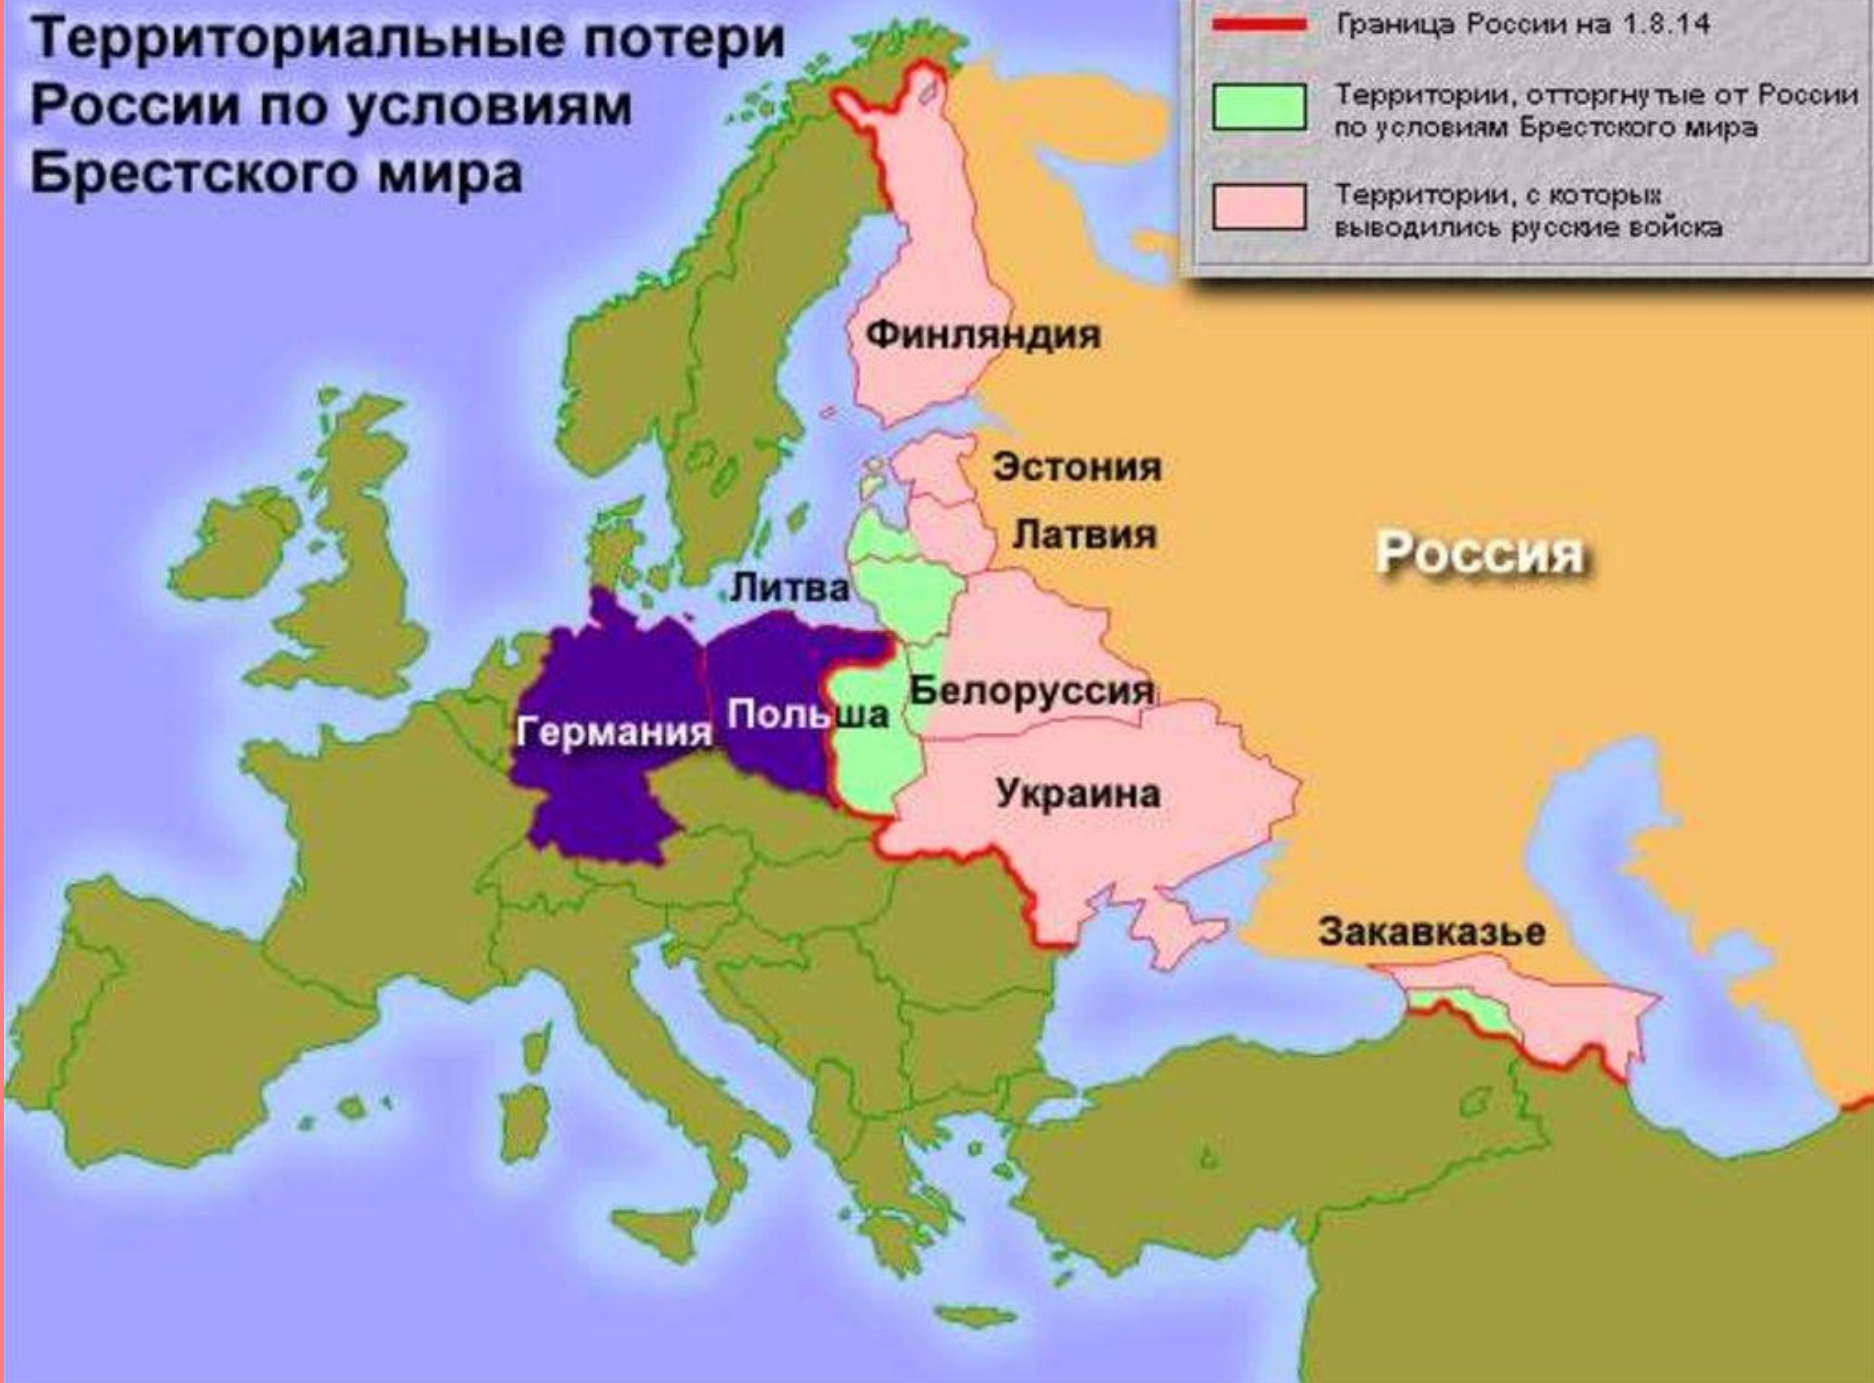 Территориальные потери
России по условиям
Брестского мира
Граница России на 1.8.14
Территории, отторгнутые от России
по условиям Брестского мира
Территории, с которых
выводились русские войска
Финляндия
Эстония
Латвия
Россия
Литва
Белоруссия
Польша
Германия
Украина
Закавказье